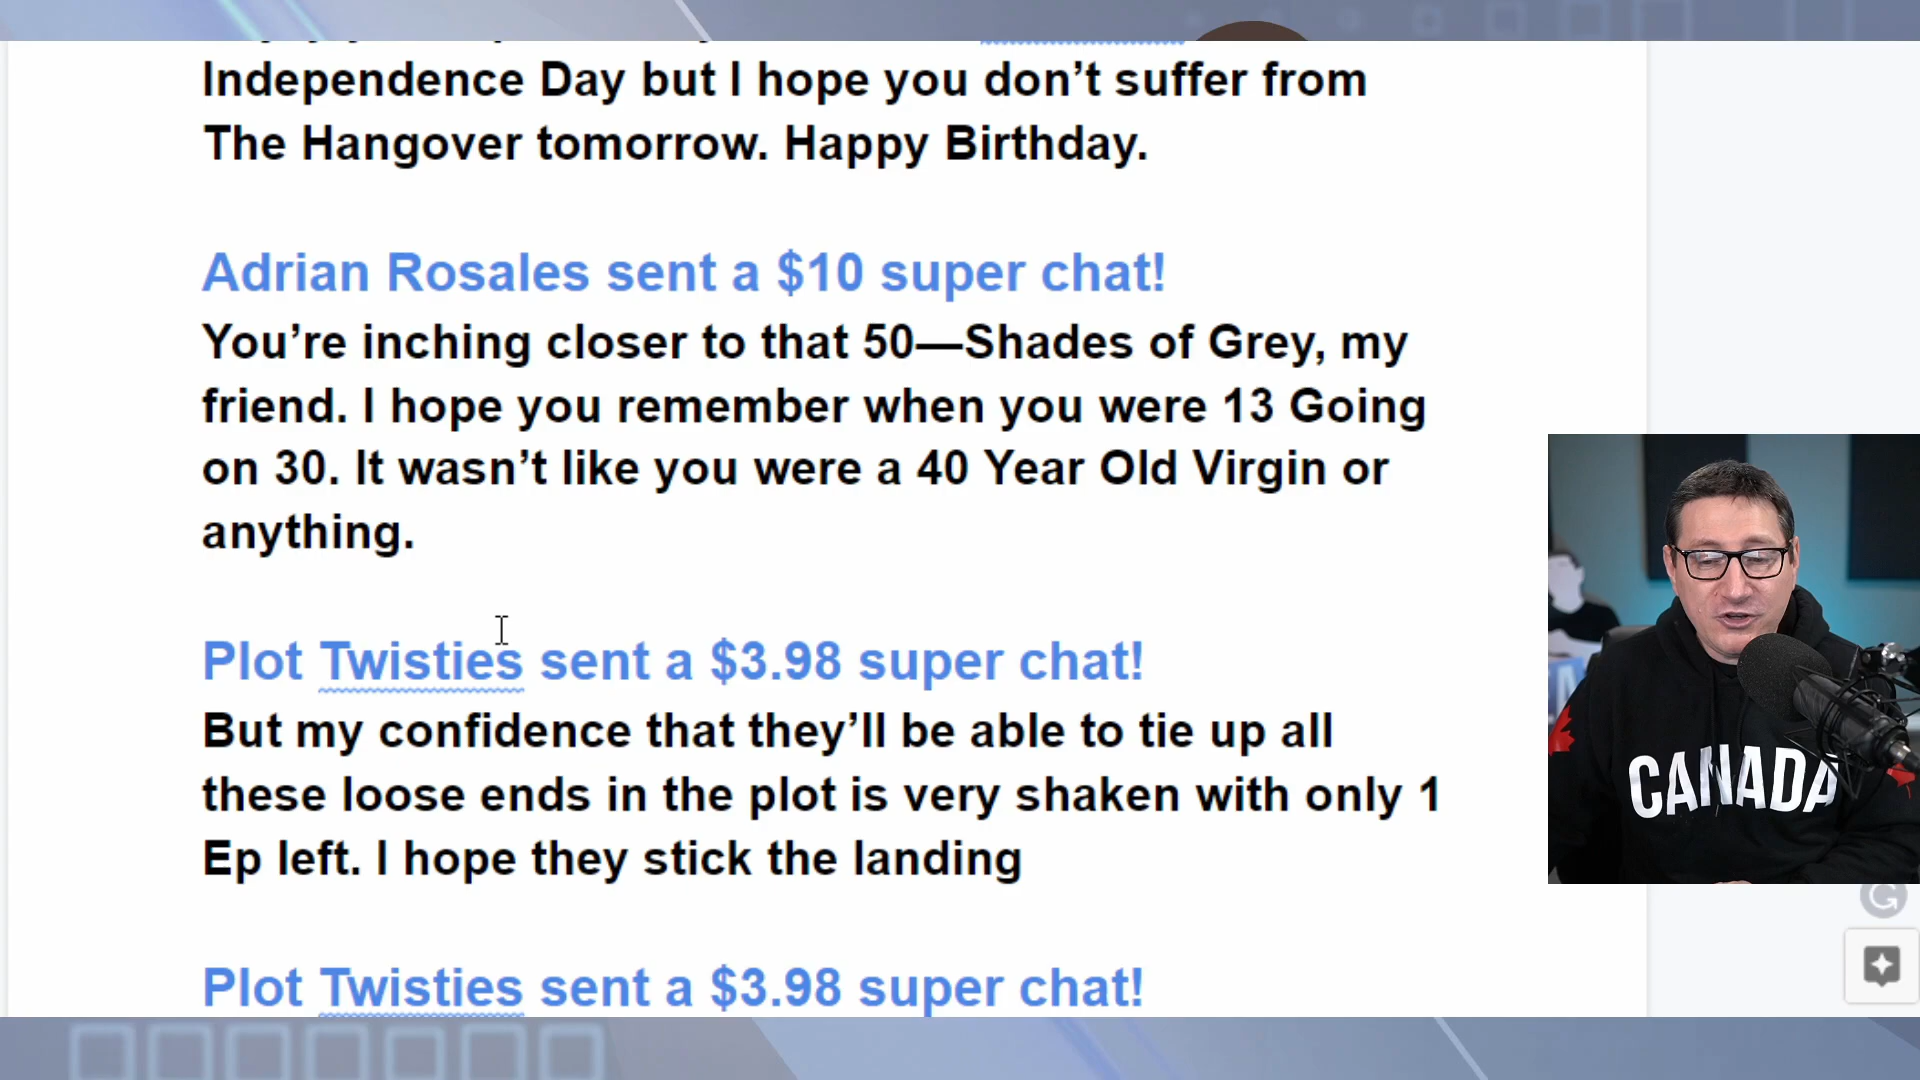 Independence Day but I hope you don’t suffer from
The Hangover tomorrow. Happy Birthday.
Adrian Rosales sent a $10 super chat!
You’re inching closer to that 50—Shades of Grey, my
friend. I hope you remember when you were 13 Going
on 30. It wasn’t like you were a 40 Year Old Virgin or
anything.
Plot Twisties sent a $3.98 super chat!
But my confidence that they’ll be able to tie up all
these loose ends in the plot is very shaken with only 1
Ep left. I hope they stick the landing
Plot Twisties sent a $3.98 super chat!
CANADA